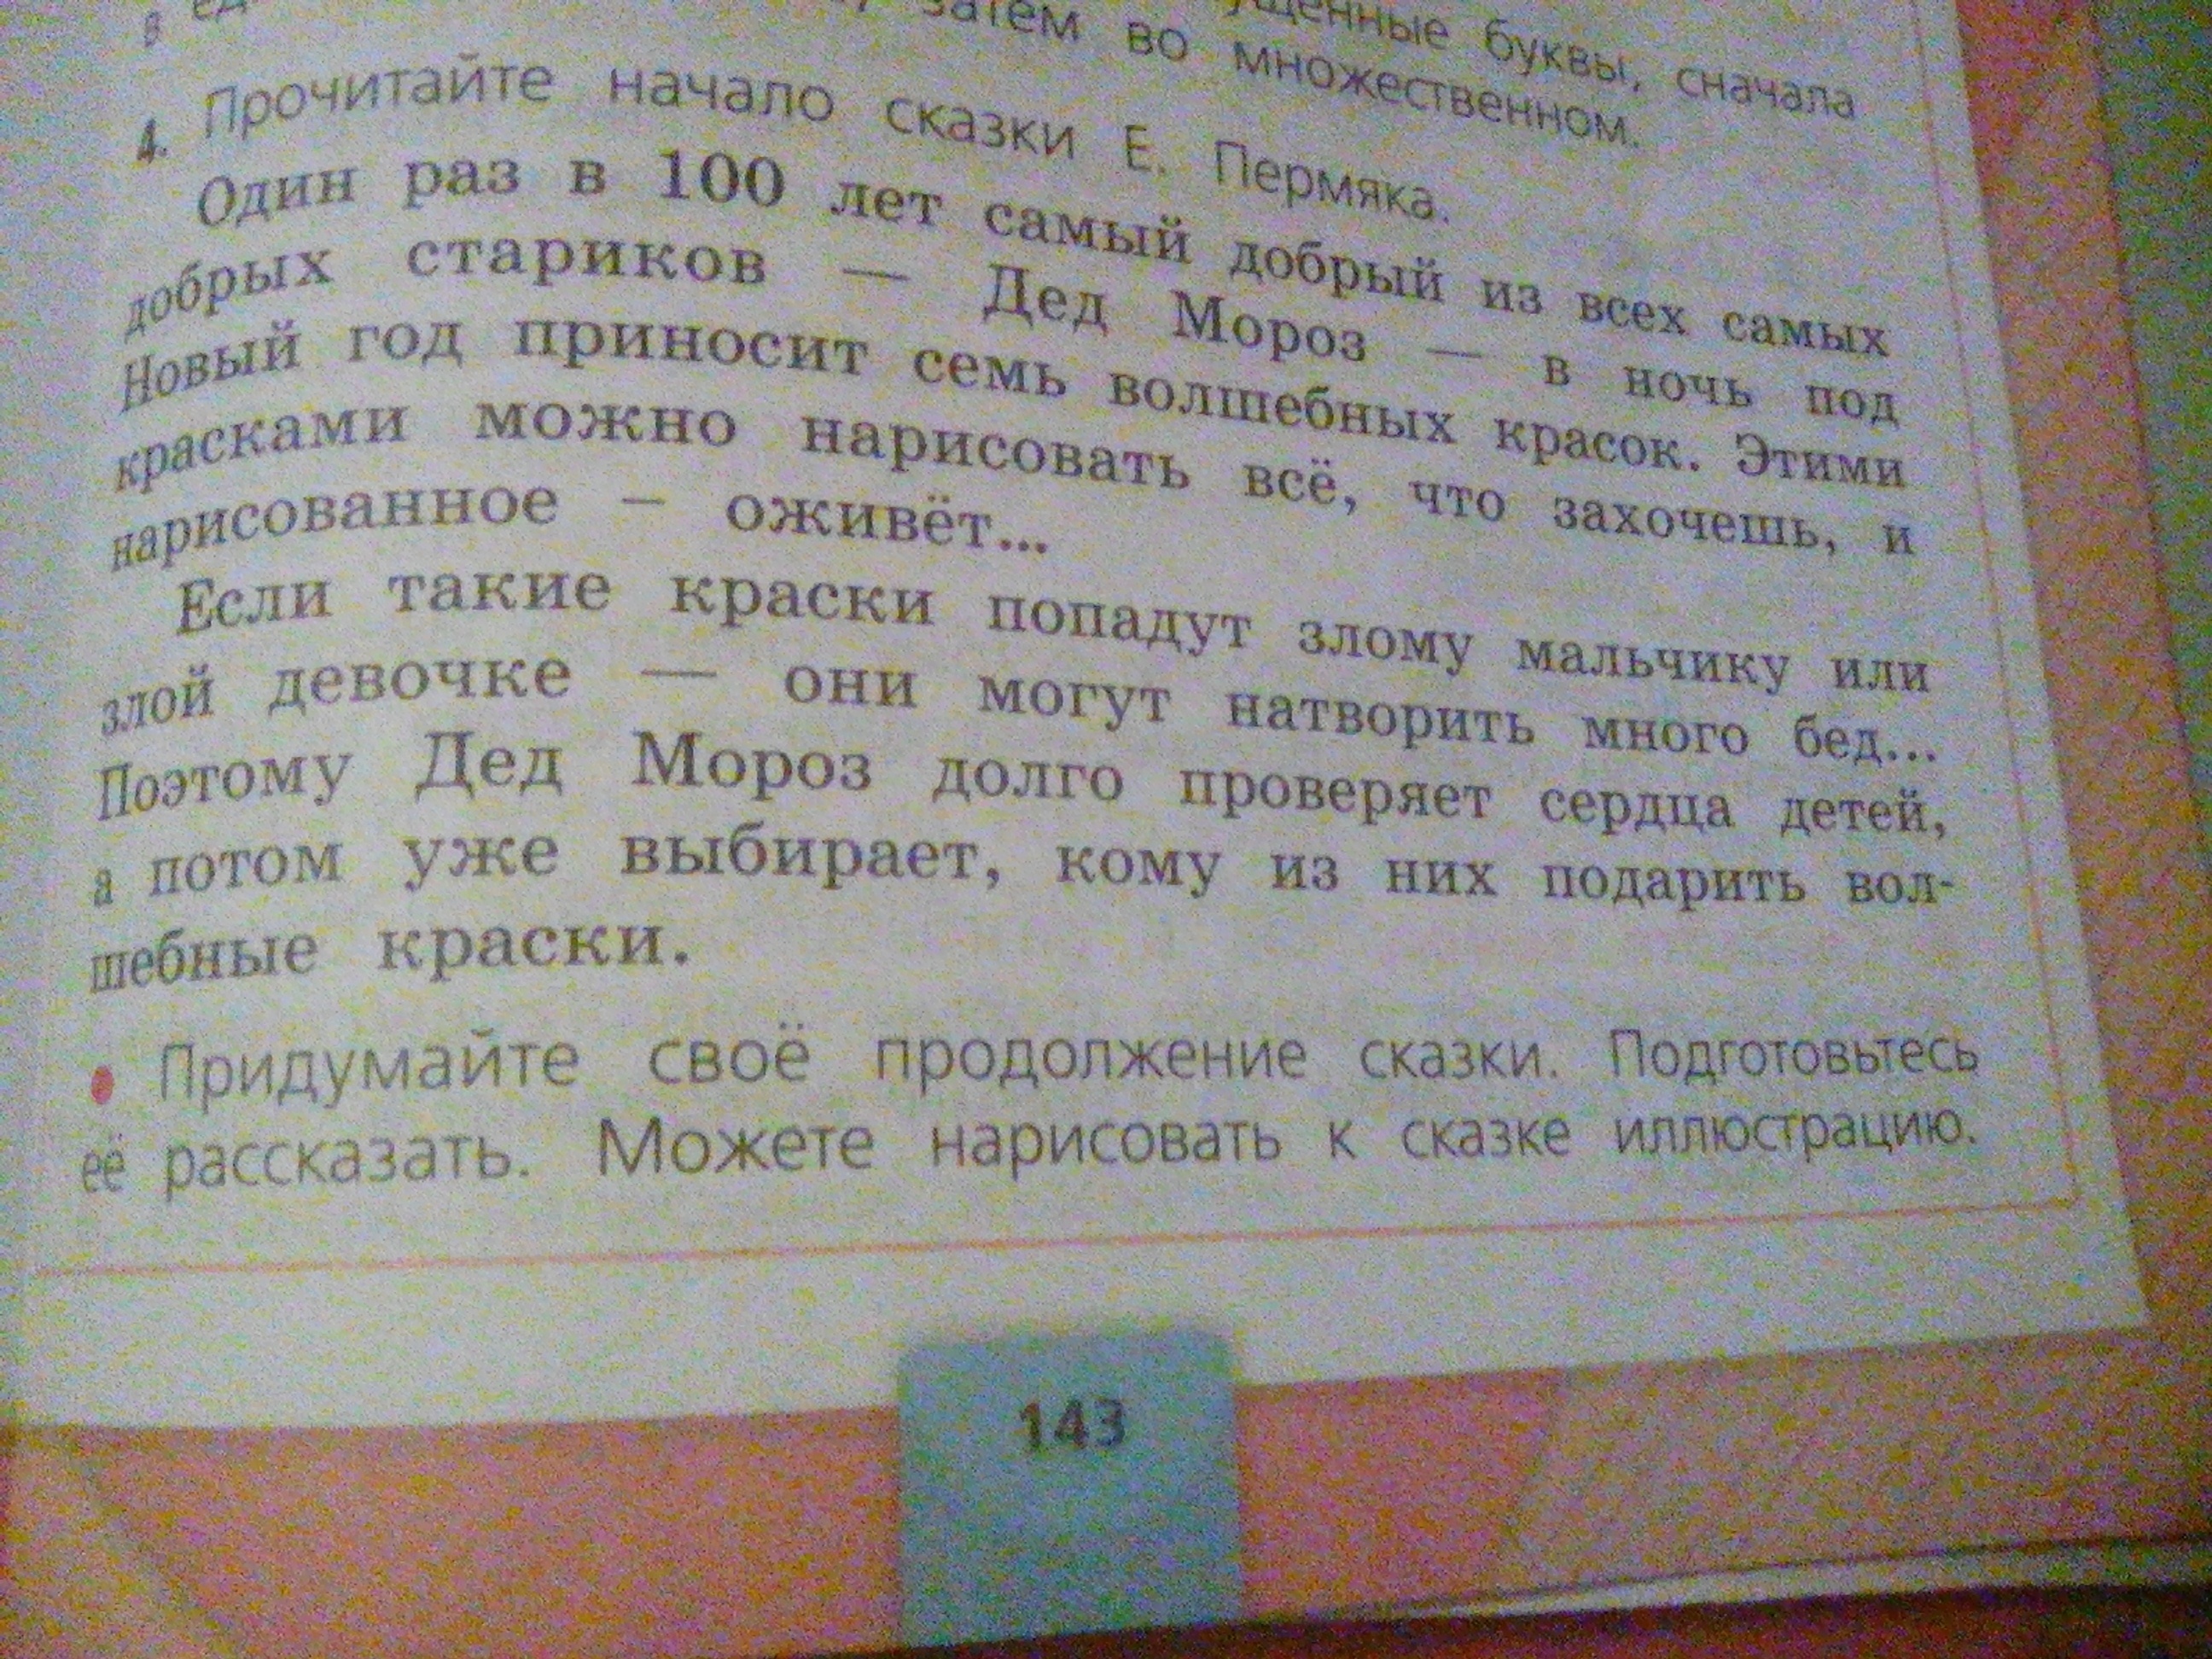 в
затем во множественном.
буквы, сначала
4. Прочитайте начало сказки Е. Пермяка.
Один раз в 100 лет самый добрый из всех самых
добрых стариков — Дед Мороз — в ночь под
Новый год приносит семь волшебных красок. Этими
красками можно нарисовать всё, что захочешь, и
нарисованное – оживёт...
Если такие краски попадут злому мальчику или
злой девочке — они могут натворить много бед...
Поэтому Дед Мороз долго проверяет сердца детей,
а потом уже выбирает, кому из них подарить вол-
шебные краски.
• Придумайте своё продолжение сказки. Подготовьтесь
её рассказать. Можете нарисовать к сказке иллюстрацию.
143